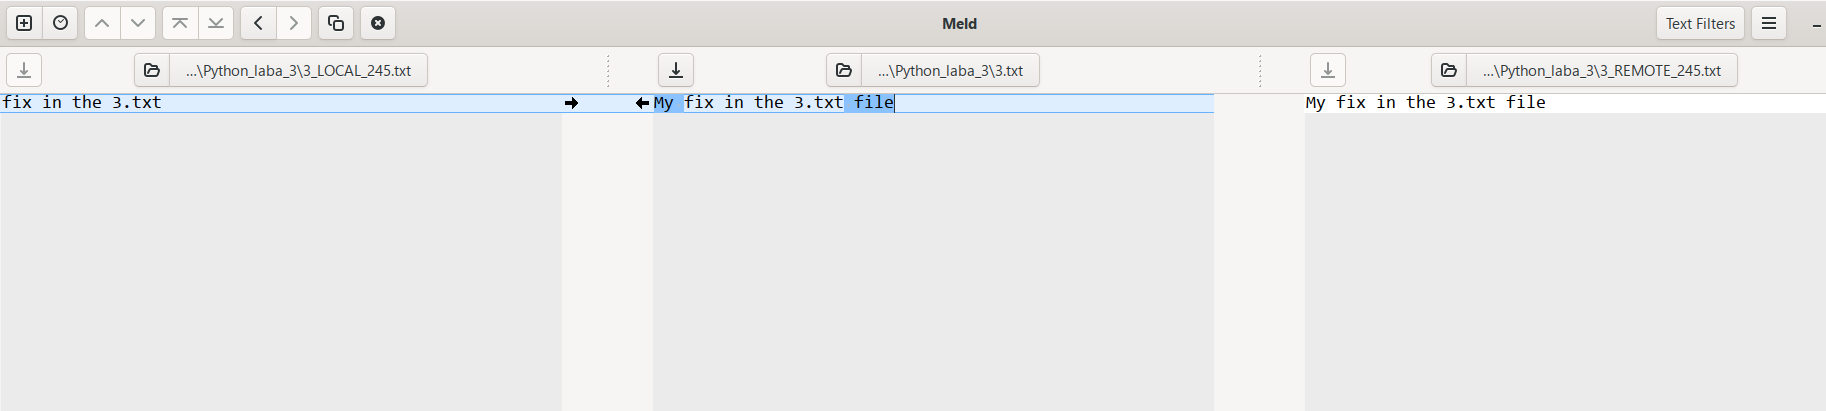 Meld
Text Filters
...\Python_laba_3\3_LOCAL_245.txt
...\Python_laba_3\3.txt
...\Python_laba_3\3_REMOTE_245.txt
fix in the 3.txt
My fix in the 3.txt file
My fix in the 3.txt file